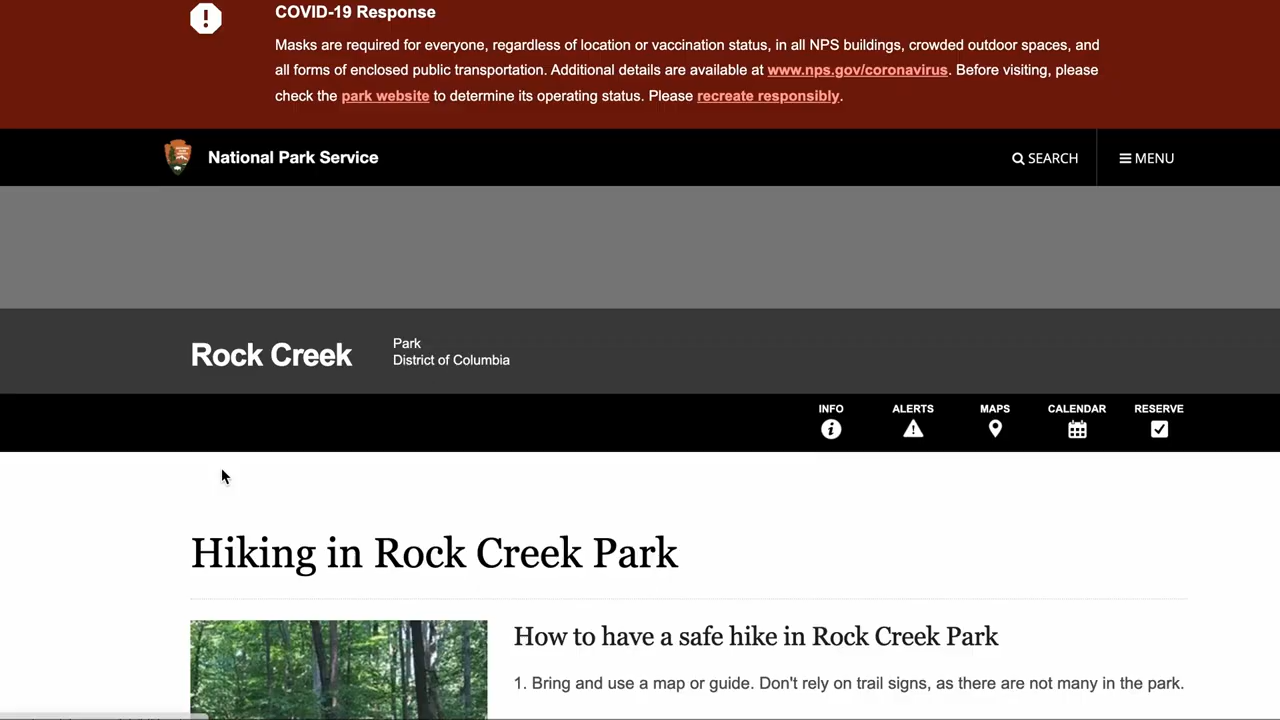 COVID-19 Response
Masks are required for everyone, regardless of location or vaccination status, in all NPS buildings, crowded outdoor spaces, and
all forms of enclosed public transportation. Additional details are available at www.nps.gov/coronavirus. Before visiting, please
check the park website to determine its operating status. Please recreate responsibly.
National Park Service
SEARCH
MENU
Rock Creek
Park
District of Columbia
INFO
ALERTS
MAPS
CALENDAR
RESERVE
Hiking in Rock Creek Park
How to have a safe hike in Rock Creek Park
1. Bring and use a map or guide. Don't rely on trail signs, as there are not many in the park.